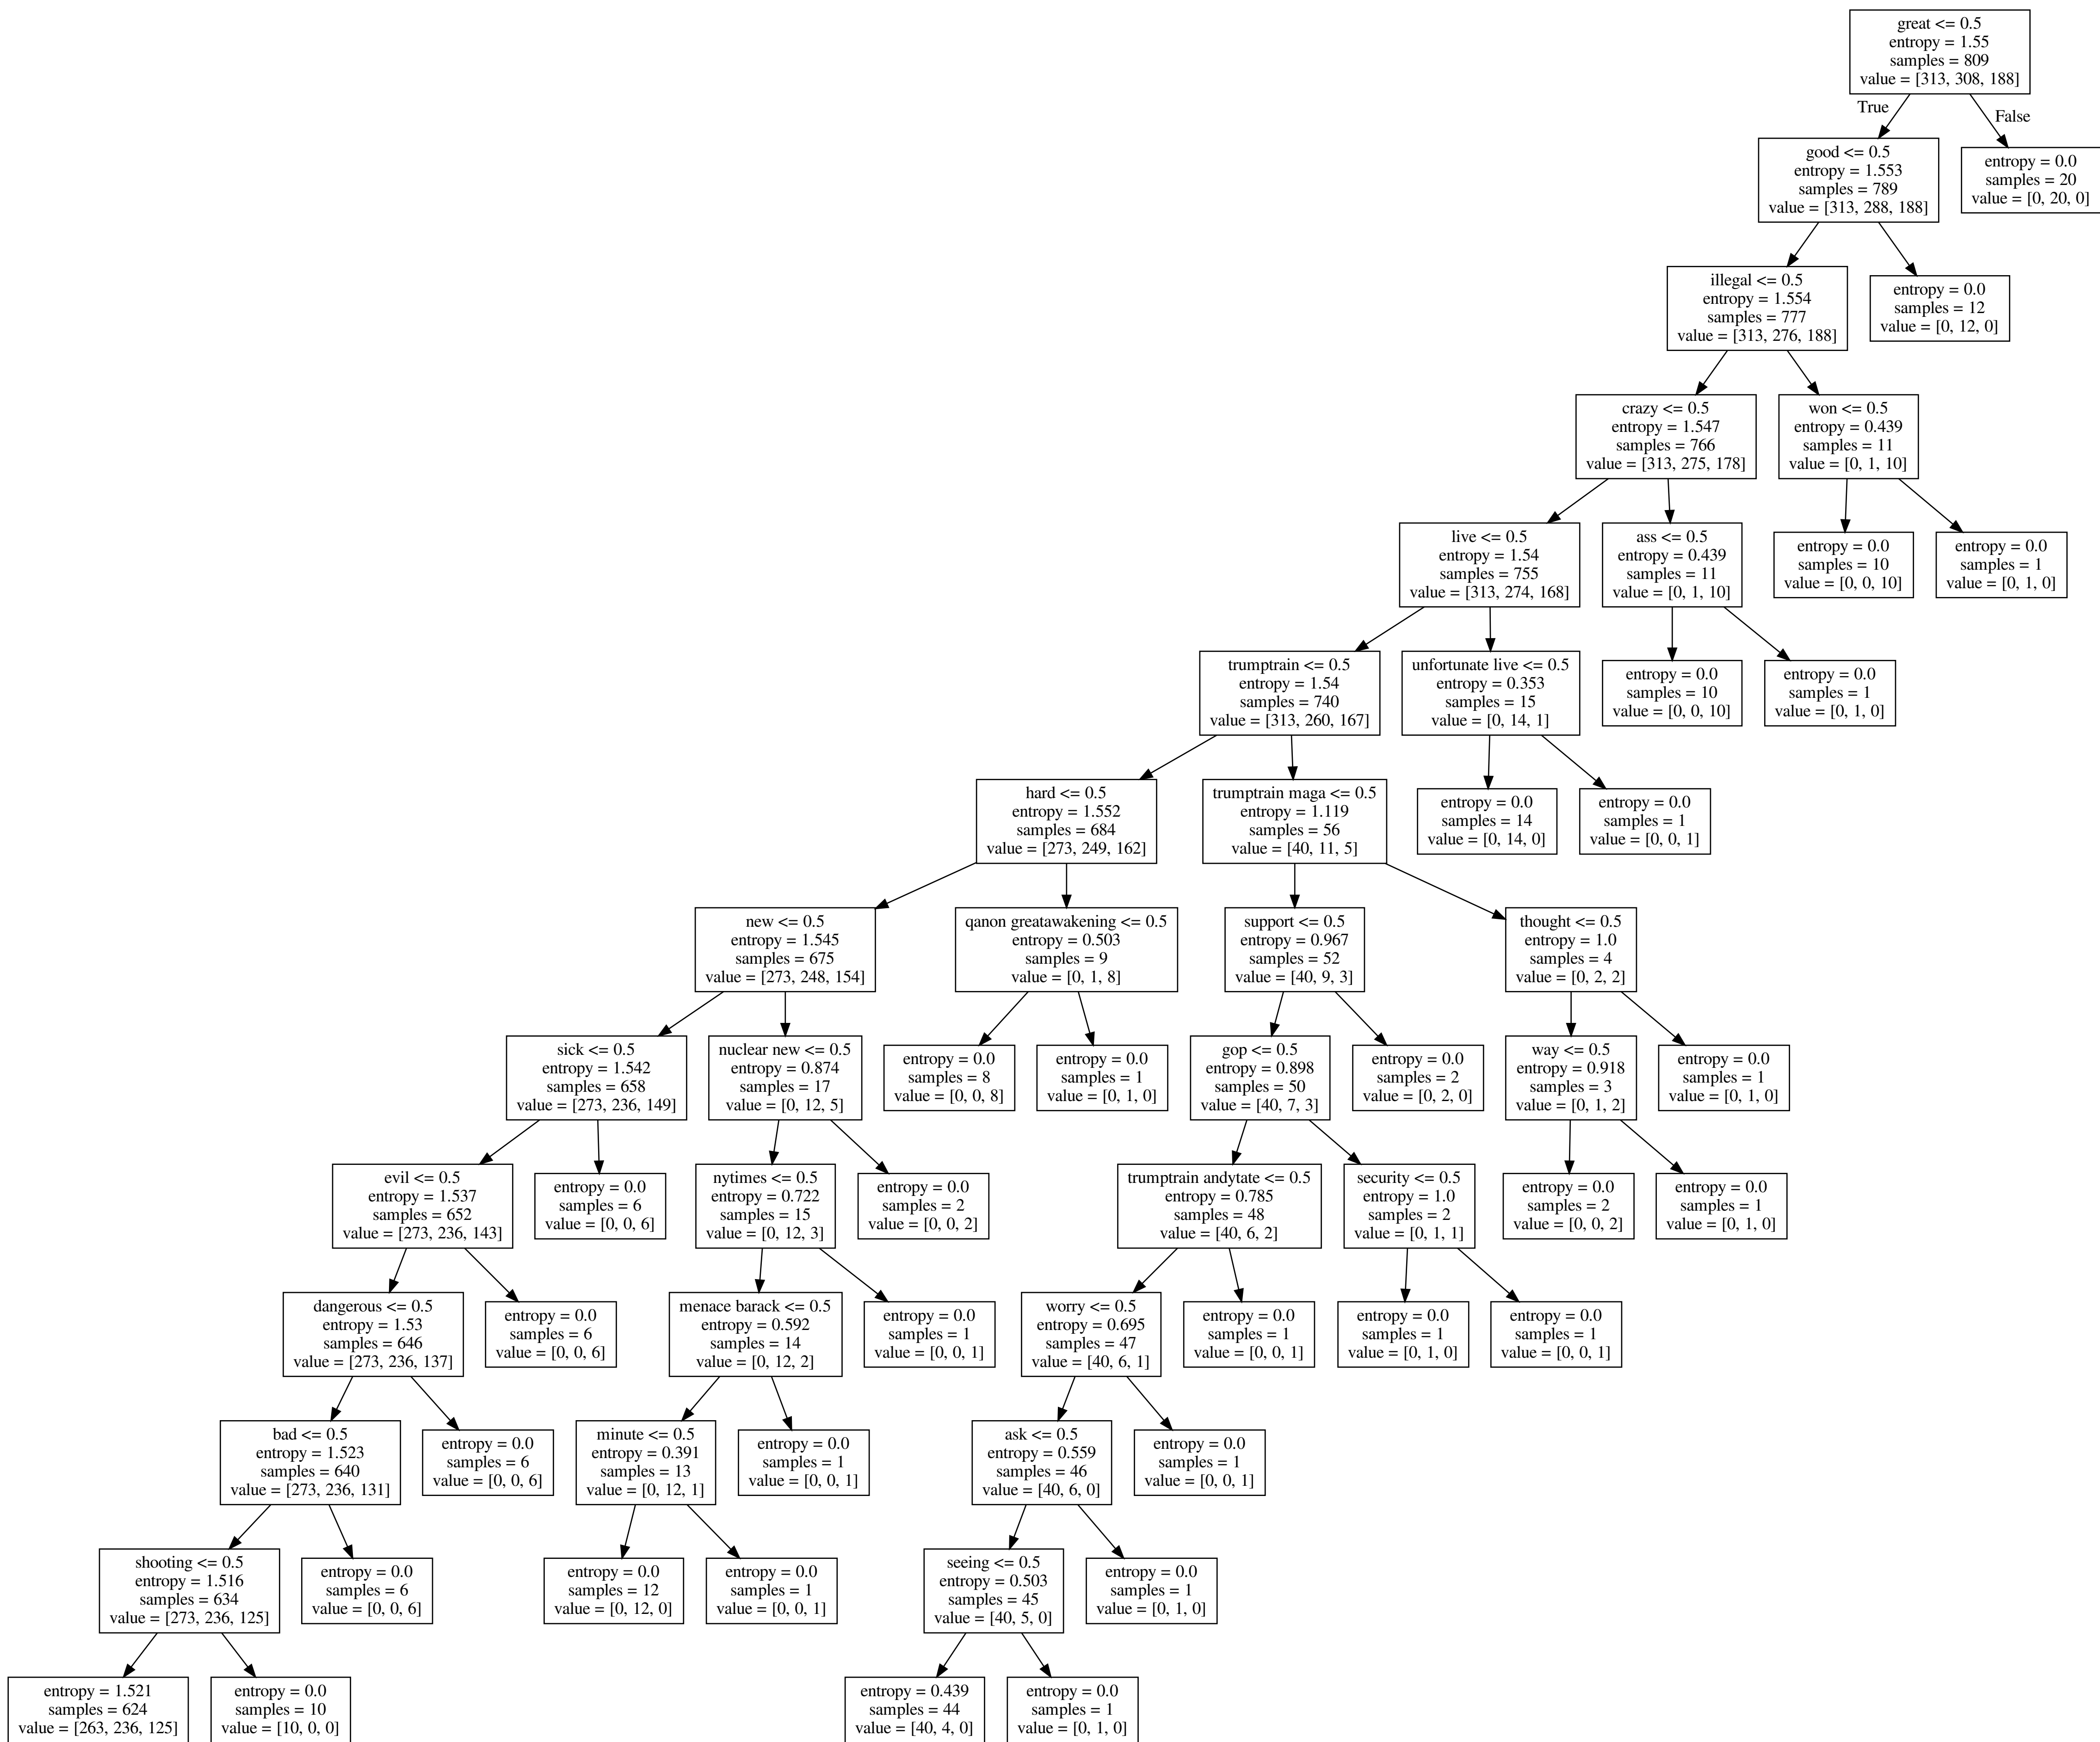 great <= 0.5
entropy = 1.55
samples = 809
value = [313, 308, 188]
True
False
good <= 0.5
entropy = 1.553
samples = 789
value = [313, 288, 188]
entropy = 0.0
samples = 20
value = [0, 20, 0]
illegal <= 0.5
entropy = 1.554
samples = 777
value = [313, 276, 188]
entropy = 0.0
samples = 12
value = [0, 12, 0]
crazy <= 0.5
entropy = 1.547
samples = 766
value = [313, 275, 178]
won <= 0.5
entropy = 0.439
samples = 11
value = [0, 1, 10]
live <= 0.5
entropy = 1.54
samples = 755
value = [313, 274, 168]
ass <= 0.5
entropy = 0.439
samples = 11
value = [0, 1, 10]
entropy = 0.0
samples = 10
value = [0, 0, 10]
entropy = 0.0
samples = 1
value = [0, 1, 0]
trumptrain <= 0.5
entropy = 1.54
samples = 740
value = [313, 260, 167]
unfortunate live <= 0.5
entropy = 0.353
samples = 15
value = [0, 14, 1]
entropy = 0.0
samples = 10
value = [0, 0, 10]
entropy = 0.0
samples = 1
value = [0, 1, 0]
hard <= 0.5
entropy = 1.552
samples = 684
value = [273, 249, 162]
trumptrain maga <= 0.5
entropy = 1.119
samples = 56
value = [40, 11, 5]
entropy = 0.0
samples = 14
value = [0, 14, 0]
entropy = 0.0
samples = 1
value = [0, 0, 1]
new <= 0.5
entropy = 1.545
samples = 675
value = [273, 248, 154]
qanon greatawakening <= 0.5
entropy = 0.503
samples = 9
value = [0, 1, 8]
support <= 0.5
entropy = 0.967
samples = 52
value = [40, 9, 3]
thought <= 0.5
entropy = 1.0
samples = 4
value = [0, 2, 2]
sick <= 0.5
entropy = 1.542
samples = 658
value = [273, 236, 149]
nuclear new <= 0.5
entropy = 0.874
samples = 17
value = [0, 12, 5]
entropy = 0.0
samples = 8
value = [0, 0, 8]
entropy = 0.0
samples = 1
value = [0, 1, 0]
gop <= 0.5
entropy = 0.898
samples = 50
value = [40, 7, 3]
entropy = 0.0
samples = 2
value = [0, 2, 0]
way <= 0.5
entropy = 0.918
samples = 3
value = [0, 1, 2]
entropy = 0.0
samples = 1
value = [0, 1, 0]
evil <= 0.5
entropy = 1.537
samples = 652
value = [273, 236, 143]
entropy = 0.0
samples = 6
value = [0, 0, 6]
nytimes <= 0.5
entropy = 0.722
samples = 15
value = [0, 12, 3]
entropy = 0.0
samples = 2
value = [0, 0, 2]
trumptrain andytate <= 0.5
entropy = 0.785
samples = 48
value = [40, 6, 2]
security <= 0.5
entropy = 1.0
samples = 2
value = [0, 1, 1]
entropy = 0.0
samples = 2
value = [0, 0, 2]
entropy = 0.0
samples = 1
value = [0, 1, 0]
dangerous <= 0.5
entropy = 1.53
samples = 646
value = [273, 236, 137]
entropy = 0.0
samples = 6
value = [0, 0, 6]
menace barack <= 0.5
entropy = 0.592
samples = 14
value = [0, 12, 2]
entropy = 0.0
samples = 1
value = [0, 0, 1]
worry <= 0.5
entropy = 0.695
samples = 47
value = [40, 6, 1]
entropy = 0.0
samples = 1
value = [0, 0, 1]
entropy = 0.0
samples = 1
value = [0, 1, 0]
entropy = 0.0
samples = 1
value = [0, 0, 1]
bad <= 0.5
entropy = 1.523
samples = 640
value = [273, 236, 131]
entropy = 0.0
samples = 6
value = [0, 0, 6]
minute <= 0.5
entropy = 0.391
samples = 13
value = [0, 12, 1]
entropy = 0.0
samples = 1
value = [0, 0, 1]
ask <= 0.5
entropy = 0.559
samples = 46
value = [40, 6, 0]
entropy = 0.0
samples = 1
value = [0, 0, 1]
shooting <= 0.5
entropy = 1.516
samples = 634
value = [273, 236, 125]
entropy = 0.0
samples = 6
value = [0, 0, 6]
entropy = 0.0
samples = 12
value = [0, 12, 0]
entropy = 0.0
samples = 1
value = [0, 0, 1]
seeing <= 0.5
entropy = 0.503
samples = 45
value = [40, 5, 0]
entropy = 0.0
samples = 1
value = [0, 1, 0]
entropy = 1.521
samples = 624
value = [263, 236, 125]
entropy = 0.0
samples = 10
value = [10, 0, 0]
entropy = 0.439
samples = 44
value = [40, 4, 0]
entropy = 0.0
samples = 1
value = [0, 1, 0]